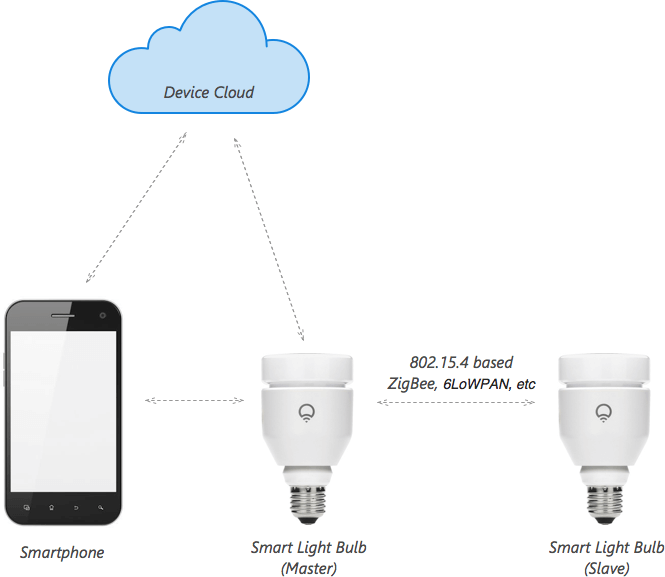 Device Cloud
802.15.4 based
ZigBee, 6LoWPAN, etc
Smartphone
Smart Light Bulb
(Master)
Smart Light Bulb
(Slave)